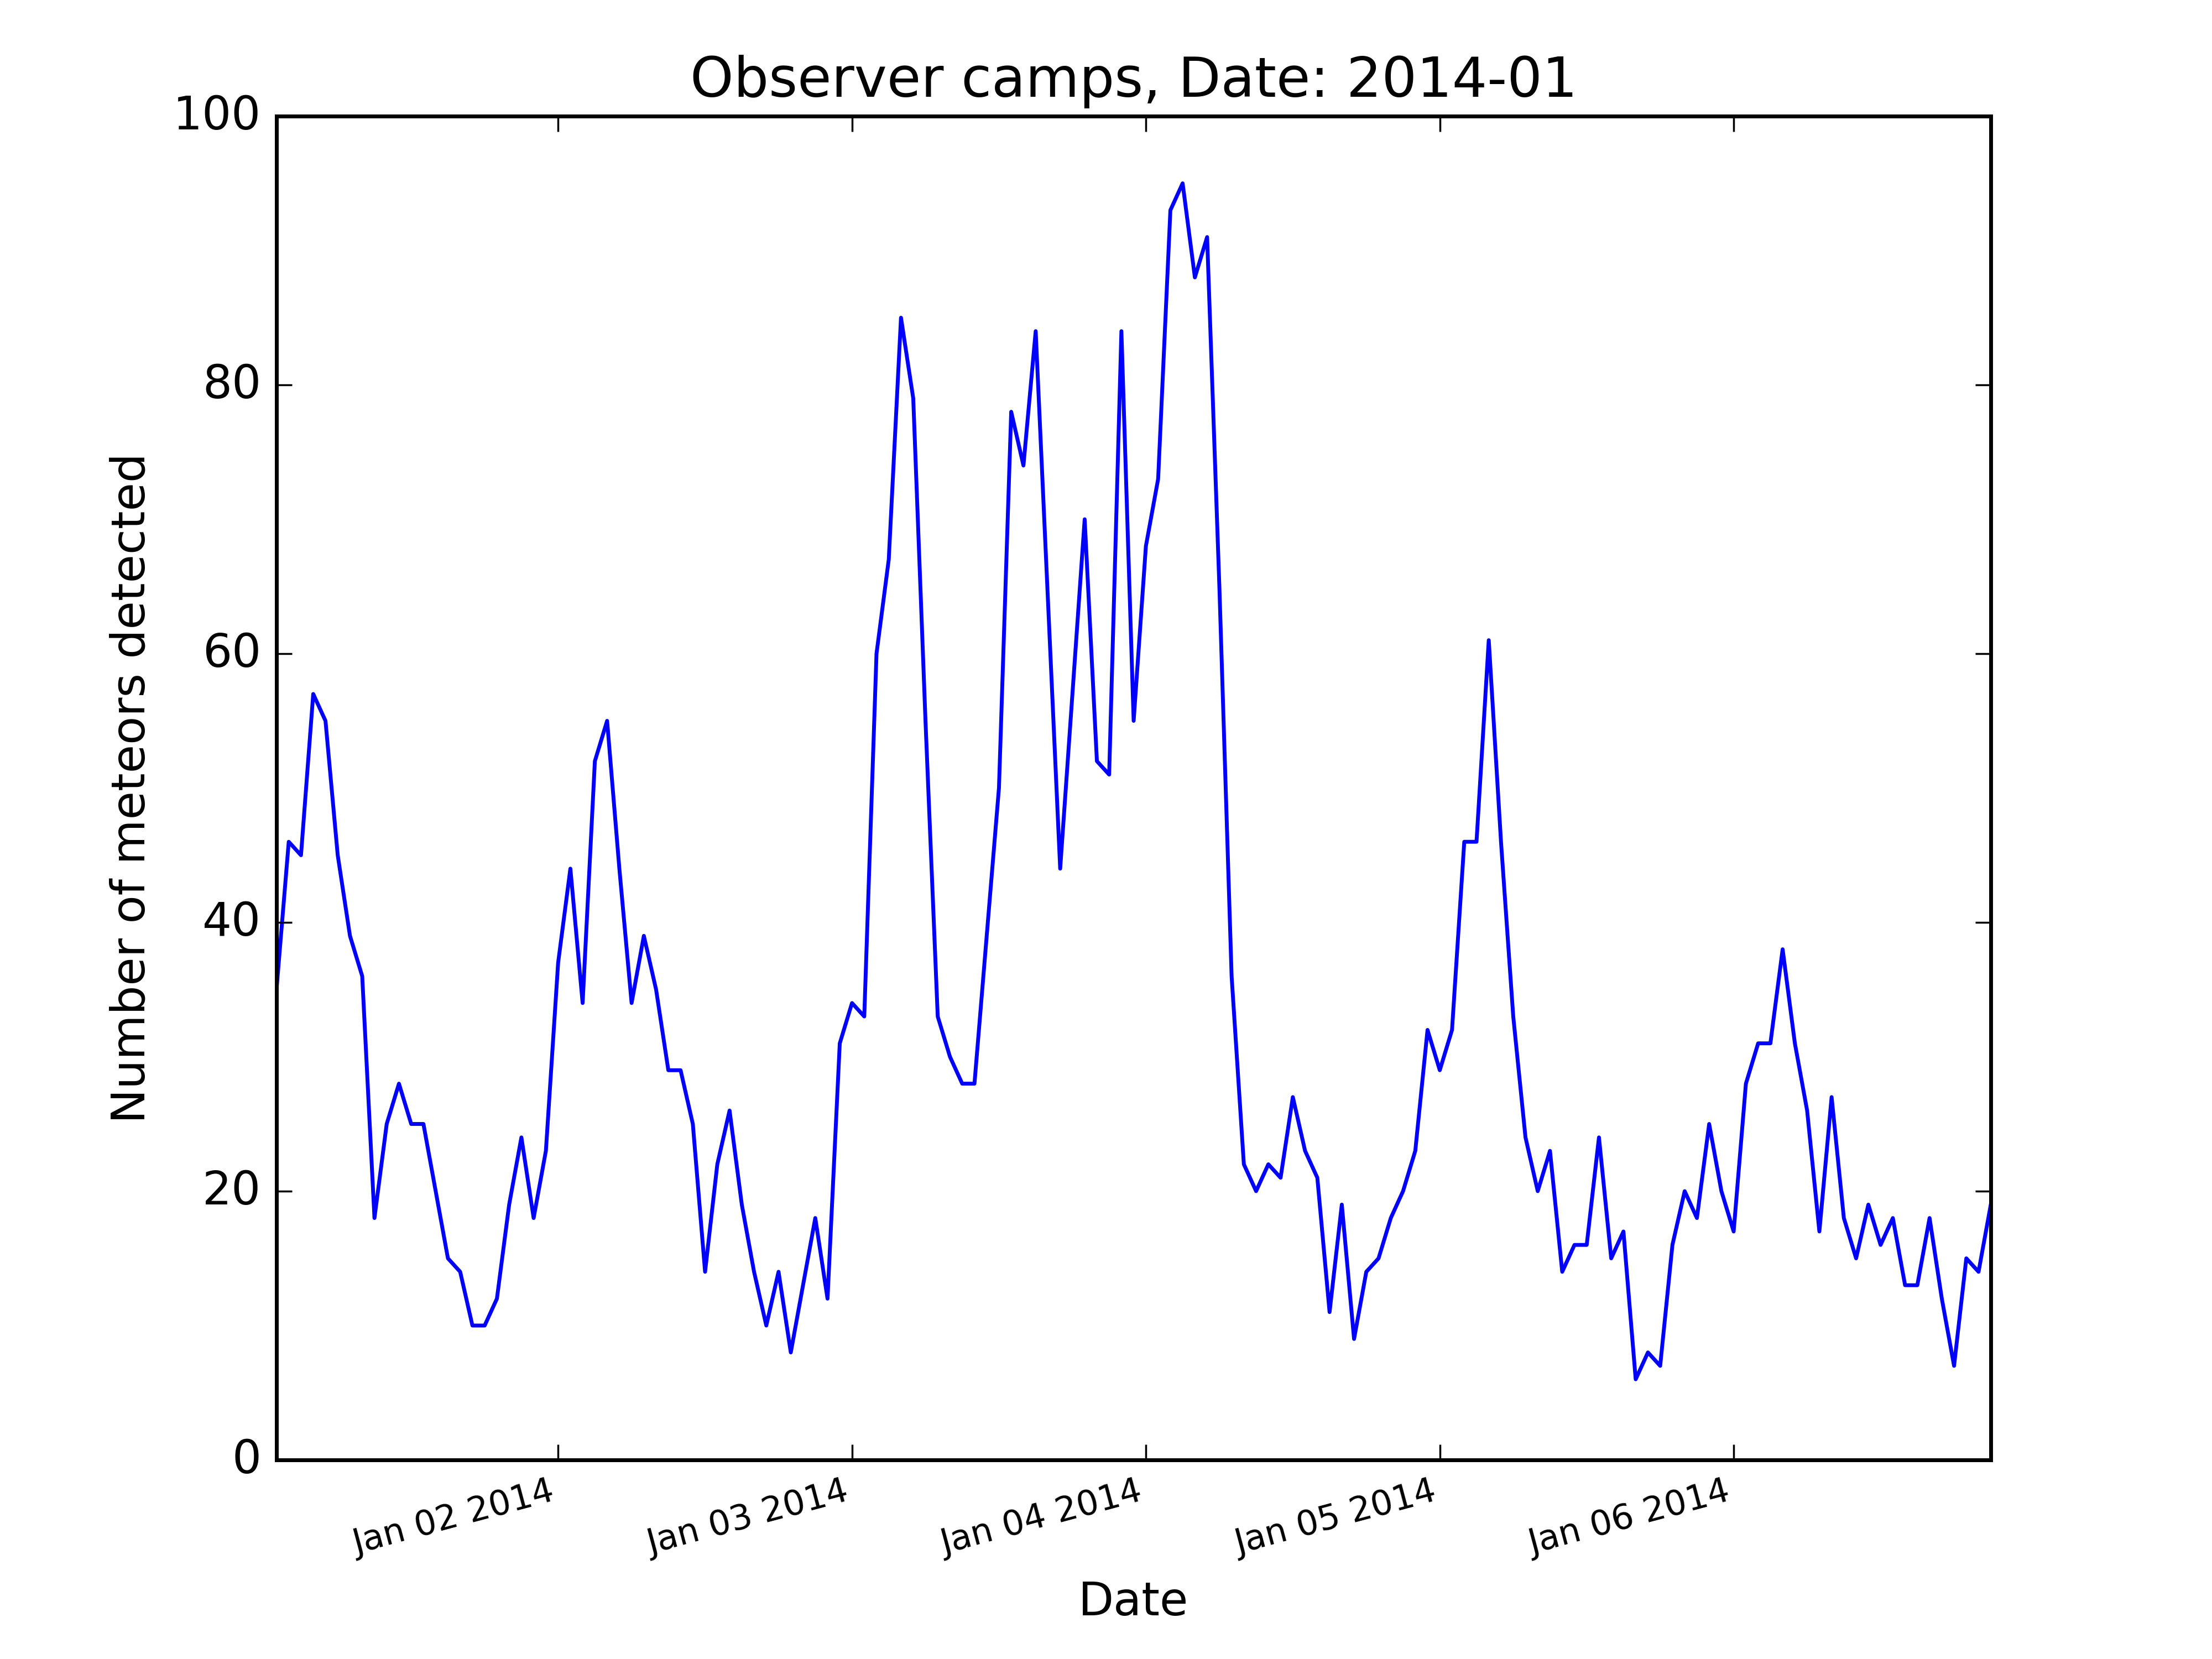 Observer camps, Date: 2014-01
100
80
60
40
20
0
Number of meteors detected
Jan 02 2014
Jan 03 2014
Jan 04 2014
Jan 05 2014
Jan 06 2014
Date